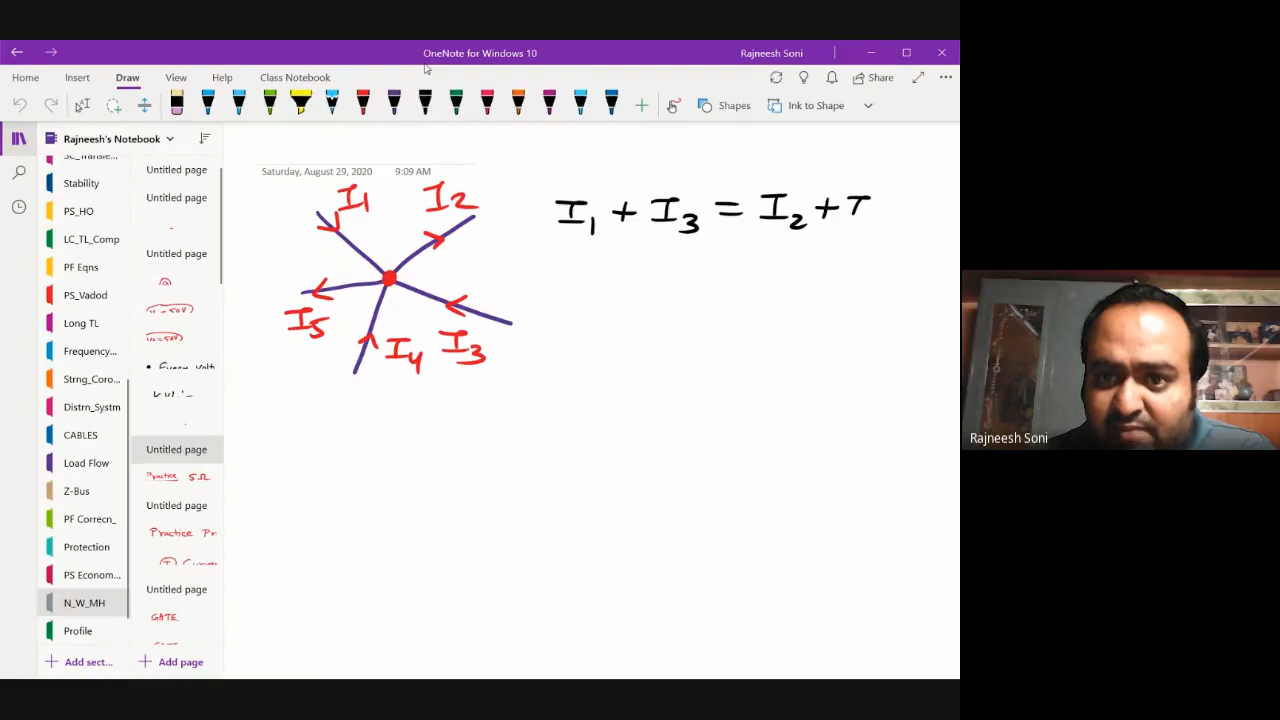 OneNote for Windows 10
Rajneesh Soni
Home Insert Draw View Help Class Notebook
Share
Shapes Ink to Shape
Rajneesh's Notebook
Stability
PS_HO
LC_TL_Comp
PF Eqns
PS_Vadod
Long TL
Frequency...
Strng_Coro...
Distrn_Systm
CABLES
Load Flow
Z-Bus
PF Correcn_
Protection
PS Econom...
N_W_MH
Profile
Add sect...
Untitled page
Untitled page
Untitled page
Untitled page
Practice 5Ω
Untitled page
Practice Pr
Untitled page
GATE
Add page
Saturday, August 29, 2020 9:09 AM
I1 I2
I5
I4 I3
I1 + I3 = I2 +
Rajneesh Soni